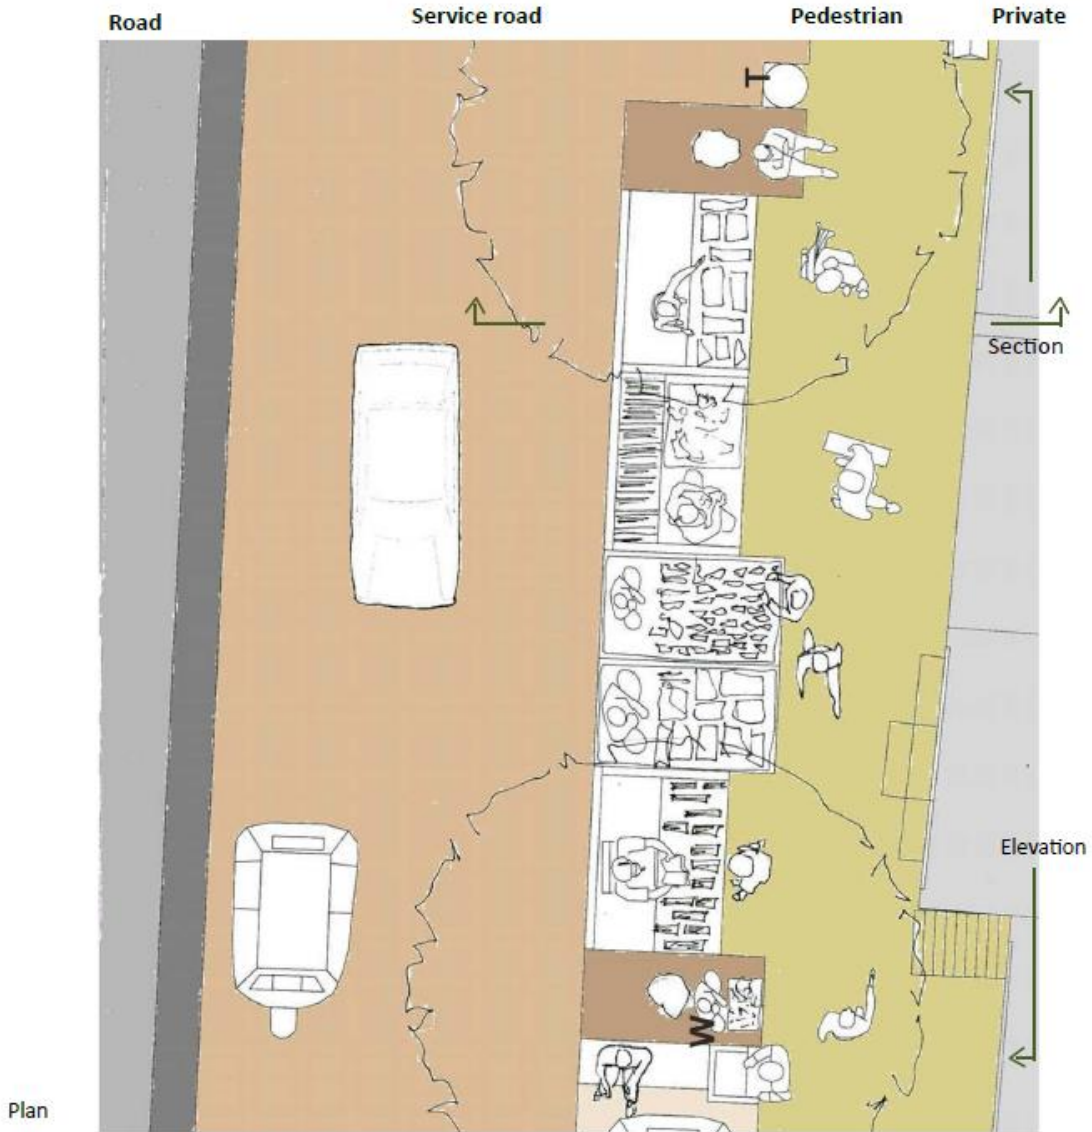 Road Service road Pedestrian Private
T
Section
Elevation
W
Plan